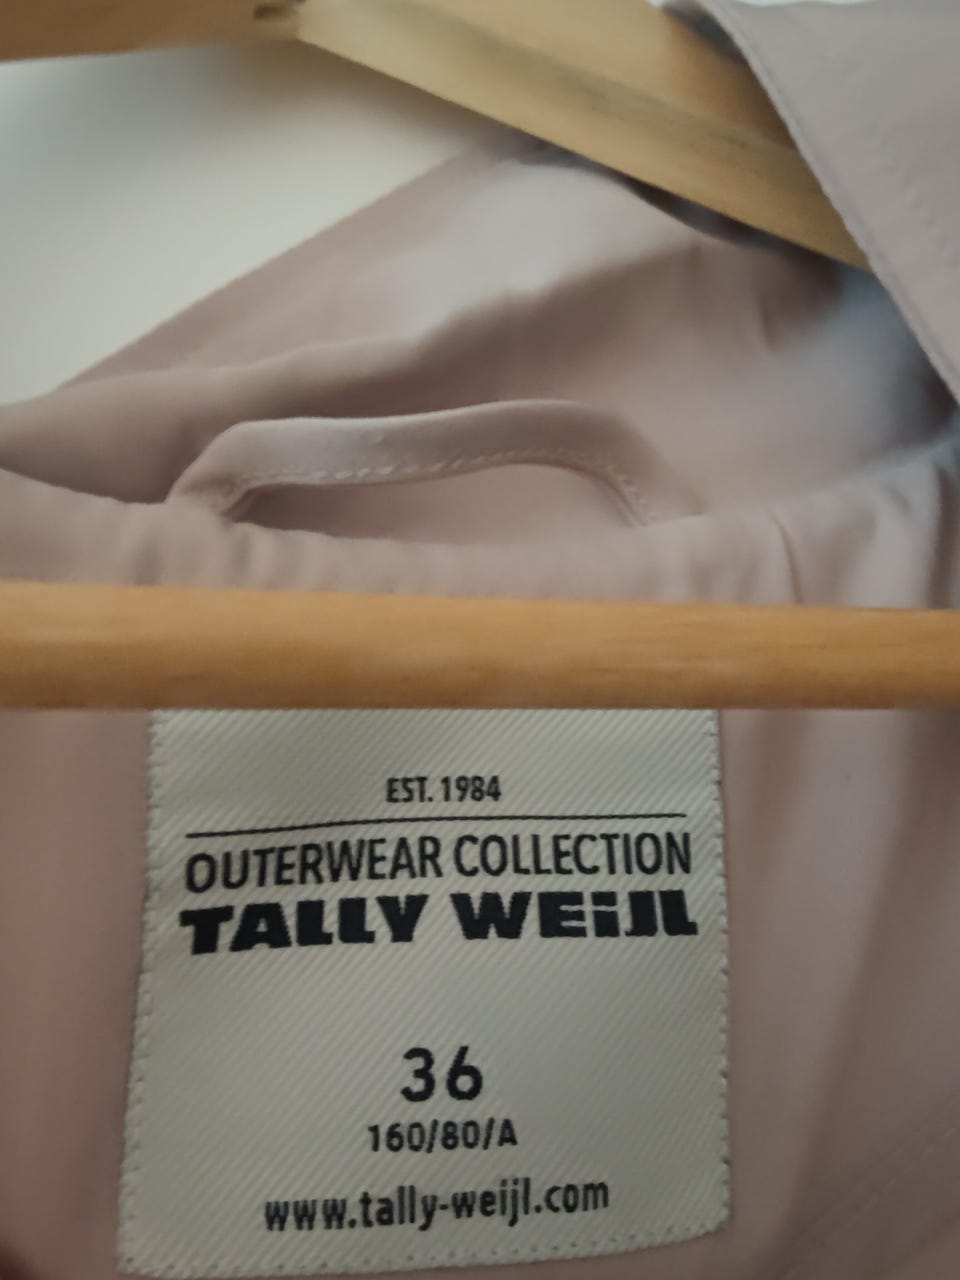 EST. 1984
OUTERWEAR COLLECTION
TALLY WEiJL
36
160/80/A
www.tally-weijl.com